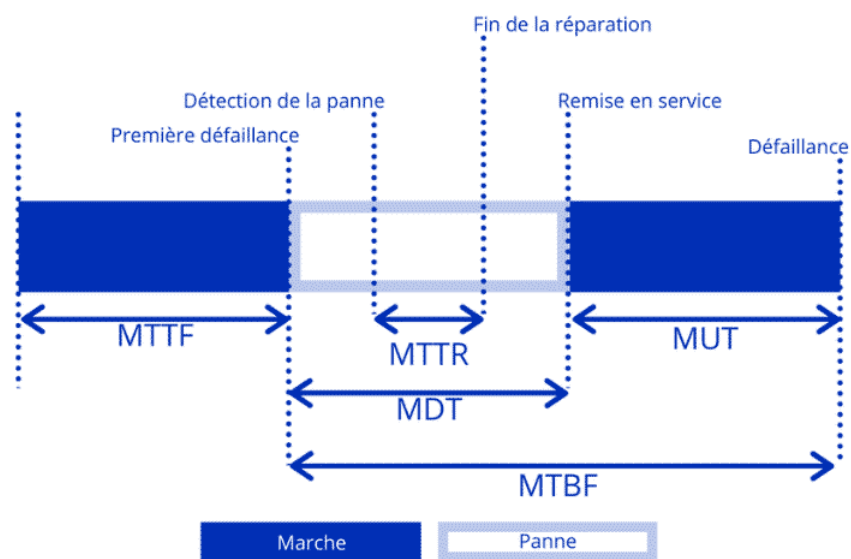 Fin de la réparation
Détection de la panne
Remise en service
Première défaillance
Défaillance
MTTF
MTTR
MUT
MDT
MTBF
Marche
Panne